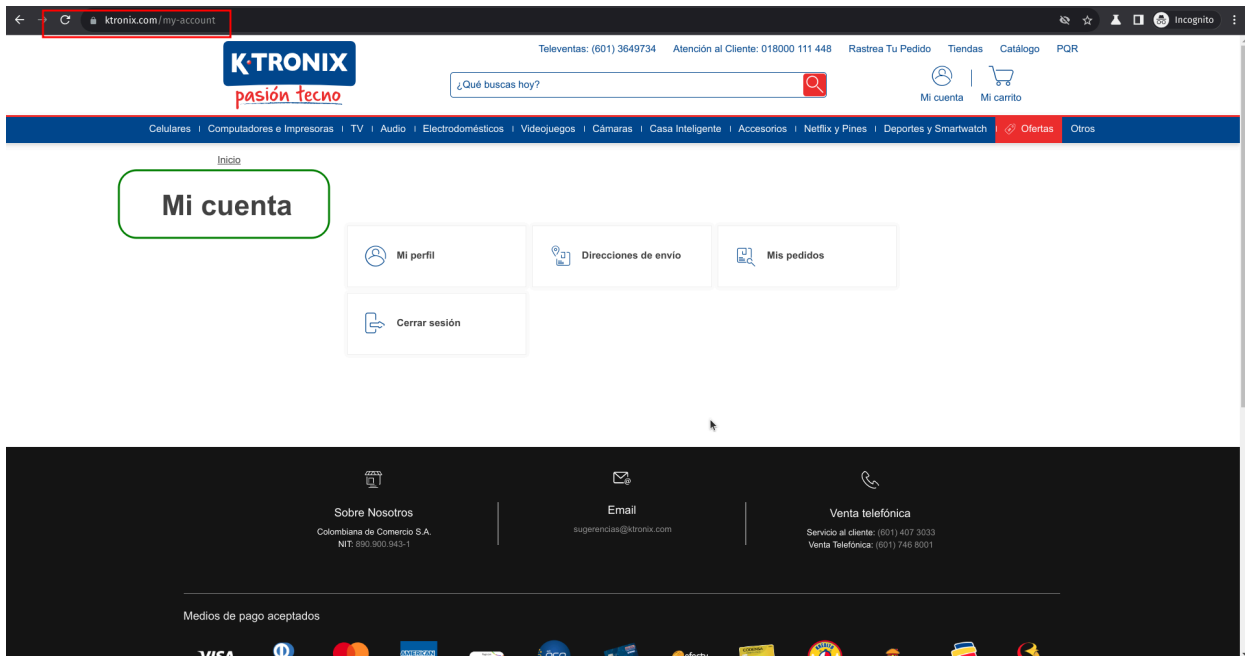 ktronix.com/my-account
Incognito
K·TRONIX
pasión tecno
Televentas: (601) 3649734 Atención al Cliente: 018000 111 448 Rastrea Tu Pedido Tiendas Catálogo PQR
¿Qué buscas hoy?
Mi cuenta Mi carrito
Celulares Computadores e Impresoras TV Audio Electrodomésticos Videojuegos Cámaras Casa Inteligente Accesorios Netflix y Pines Deportes y Smartwatch Ofertas Otros
Inicio
Mi cuenta
Mi perfil
Direcciones de envío
Mis pedidos
Cerrar sesión
Sobre Nosotros
Colombiana de Comercio S.A.
NIT: 890.900.943-1
Email
sugerencias@ktronix.com
Venta telefónica
Servicio al cliente: (601) 407 3033
Venta Telefónica: (601) 746 8001
Medios de pago aceptados
VISA
AMERICAN